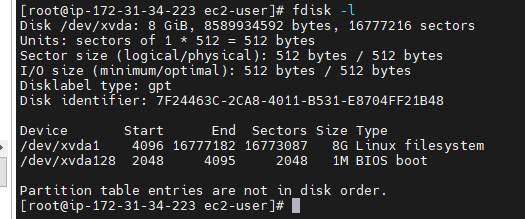 [root@ip-172-31-34-223 ec2-user]# fdisk -l
Disk /dev/xvda: 8 GiB, 8589934592 bytes, 16777216 sectors
Units: sectors of 1 * 512 = 512 bytes
Sector size (logical/physical): 512 bytes / 512 bytes
I/O size (minimum/optimal): 512 bytes / 512 bytes
Disklabel type: gpt
Disk identifier: 7F24463C-2CA8-4011-B531-E8704FF21B48

Device      Start      End  Sectors Size Type
/dev/xvda1   4096 16777182 16773087   8G Linux filesystem
/dev/xvda128 2048     4095     2048   1M BIOS boot

Partition table entries are not in disk order.
[root@ip-172-31-34-223 ec2-user]#